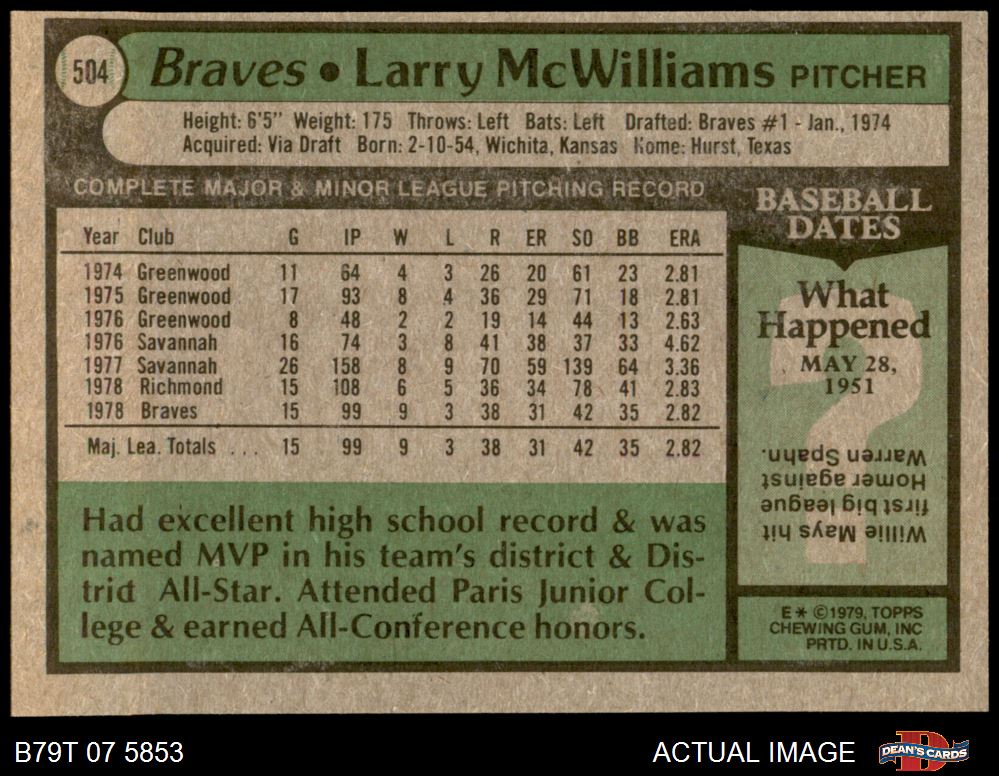 504 Braves • Larry McWilliams PITCHER
Height: 6'5" Weight: 175 Throws: Left Bats: Left Drafted: Braves #1 - Jan., 1974
Acquired: Via Draft Born: 2-10-54, Wichita, Kansas Home: Hurst, Texas
COMPLETE MAJOR & MINOR LEAGUE PITCHING RECORD
Year Club G IP W L R ER SO BB ERA
1974 Greenwood 11 64 4 3 26 20 61 23 2.81
1975 Greenwood 17 93 8 4 36 29 71 18 2.81
1976 Greenwood 8 48 2 2 19 14 44 13 2.63
1976 Savannah 16 74 3 8 41 38 37 33 4.62
1977 Savannah 26 158 8 9 70 59 139 64 3.36
1978 Richmond 15 108 6 5 36 34 78 41 2.83
1978 Braves 15 99 9 3 38 31 42 35 2.82
Maj. Lea. Totals ... 15 99 9 3 38 31 42 35 2.82
Had excellent high school record & was
named MVP in his team's district & Dis-
trict All-Star. Attended Paris Junior Col-
lege & earned All-Conference honors.
BASEBALL
DATES
What
Happened
MAY 28,
1951
?
Willie Mays hit
first big league
Homer against
Warren Spahn.
E * ©1979, TOPPS
CHEWING GUM, INC
PRTD. IN U.S.A.
B79T 07 5853 ACTUAL IMAGE D DEAN'S CARDS